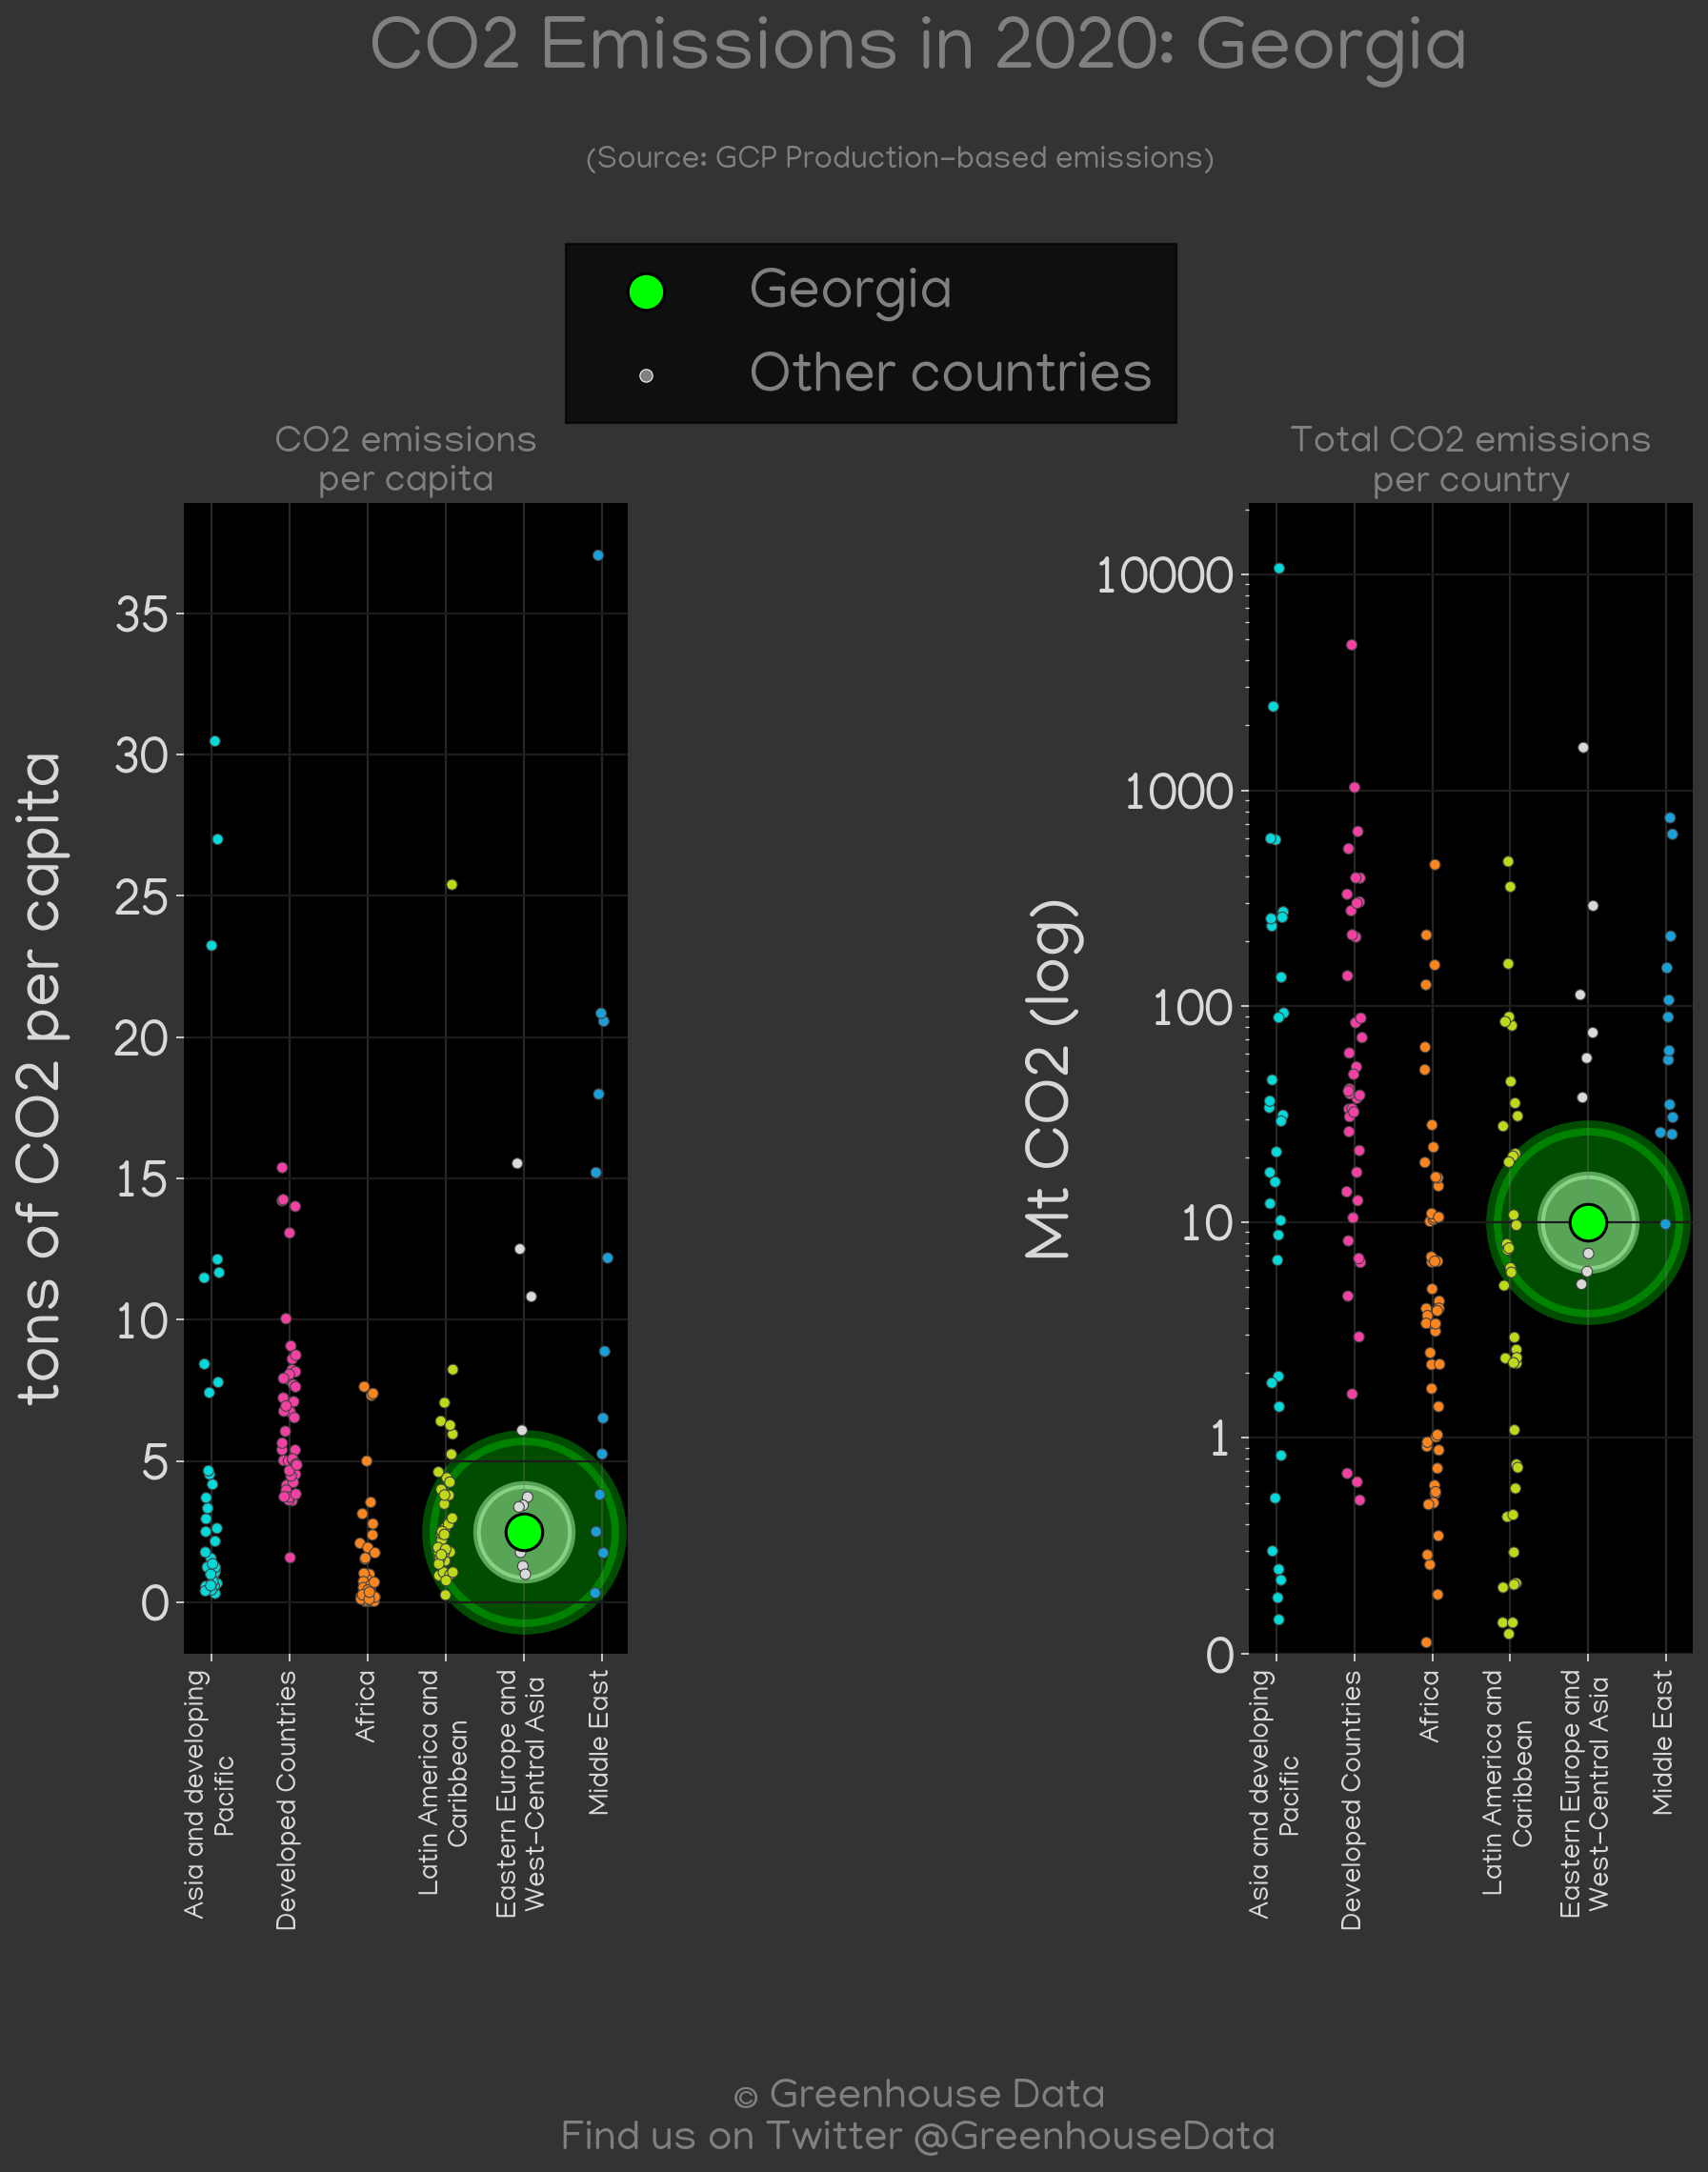 CO2 Emissions in 2020: Georgia
(Source: GCP Production-based emissions)
Georgia
Other countries
CO2 emissions
per capita
tons of CO2 per capita
35
30
25
20
15
10
5
0
Asia and developing
Pacific
Developed Countries
Africa
Latin America and
Caribbean
Eastern Europe and
West-Central Asia
Middle East
Total CO2 emissions
per country
Mt CO2 (log)
10000
1000
100
10
1
0
Asia and developing
Pacific
Developed Countries
Africa
Latin America and
Caribbean
Eastern Europe and
West-Central Asia
Middle East
© Greenhouse Data
Find us on Twitter @GreenhouseData